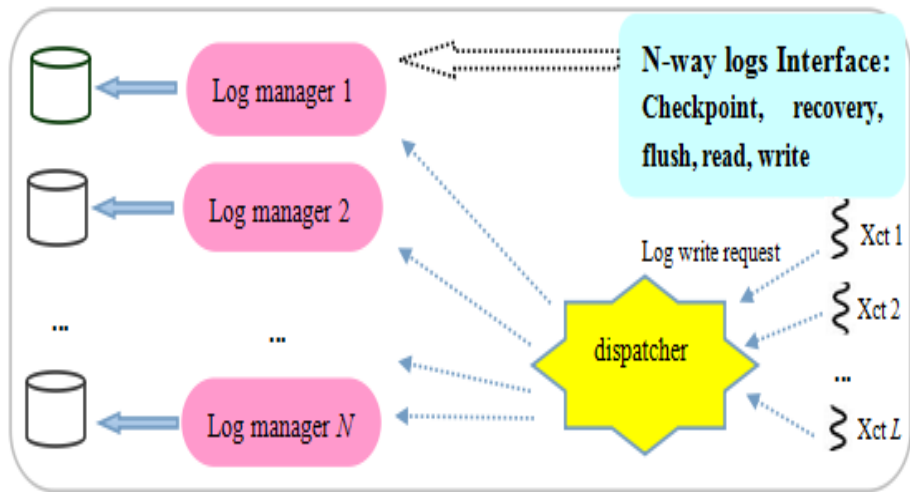 Log manager 1
N-way logs Interface:
Checkpoint, recovery,
flush, read, write
Log manager 2
Xct 1
Log write request
Xct 2
...
...
dispatcher
...
Log manager N
Xct L